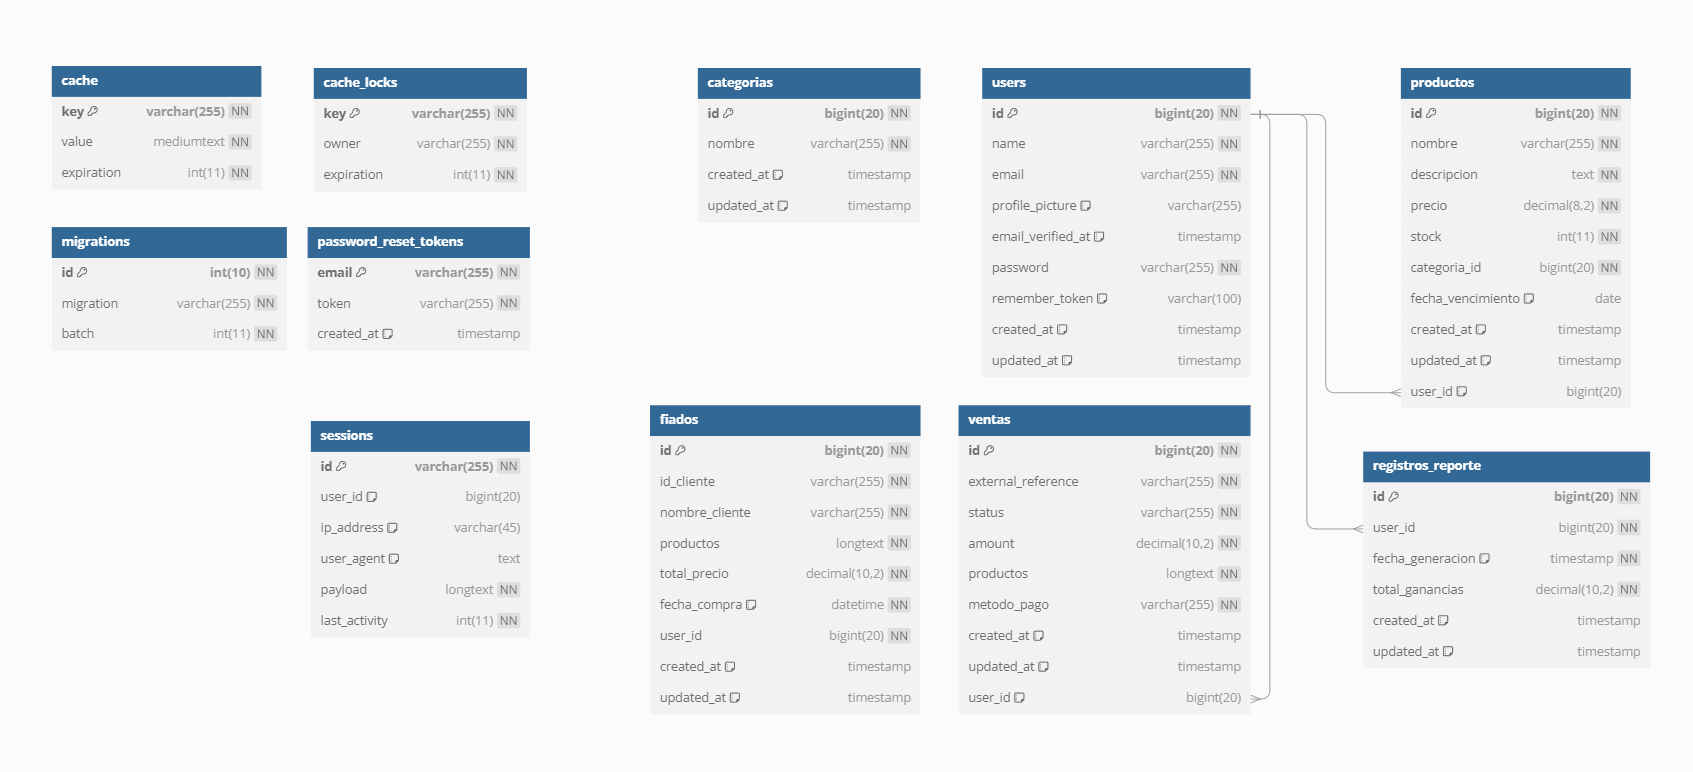 cache
key varchar(255) NN
value mediumtext NN
expiration int(11) NN
cache_locks
key varchar(255) NN
owner varchar(255) NN
expiration int(11) NN
categorias
id bigint(20) NN
nombre varchar(255) NN
created_at timestamp
updated_at timestamp
users
id bigint(20) NN
name varchar(255) NN
email varchar(255) NN
profile_picture varchar(255)
email_verified_at timestamp
password varchar(255) NN
remember_token varchar(100)
created_at timestamp
updated_at timestamp
productos
id bigint(20) NN
nombre varchar(255) NN
descripcion text NN
precio decimal(8,2) NN
stock int(11) NN
categoria_id bigint(20) NN
fecha_vencimiento date
created_at timestamp
updated_at timestamp
user_id bigint(20)
migrations
id int(10) NN
migration varchar(255) NN
batch int(11) NN
password_reset_tokens
email varchar(255) NN
token varchar(255) NN
created_at timestamp
sessions
id varchar(255) NN
user_id bigint(20)
ip_address varchar(45)
user_agent text
payload longtext NN
last_activity int(11) NN
fiados
id bigint(20) NN
id_cliente varchar(255) NN
nombre_cliente varchar(255) NN
productos longtext NN
total_precio decimal(10,2) NN
fecha_compra datetime NN
user_id bigint(20) NN
created_at timestamp
updated_at timestamp
ventas
id bigint(20) NN
external_reference varchar(255) NN
status varchar(255) NN
amount decimal(10,2) NN
productos longtext NN
metodo_pago varchar(255) NN
created_at timestamp
updated_at timestamp
user_id bigint(20)
registros_reporte
id bigint(20) NN
user_id bigint(20) NN
fecha_generacion timestamp NN
total_ganancias decimal(10,2) NN
created_at timestamp
updated_at timestamp